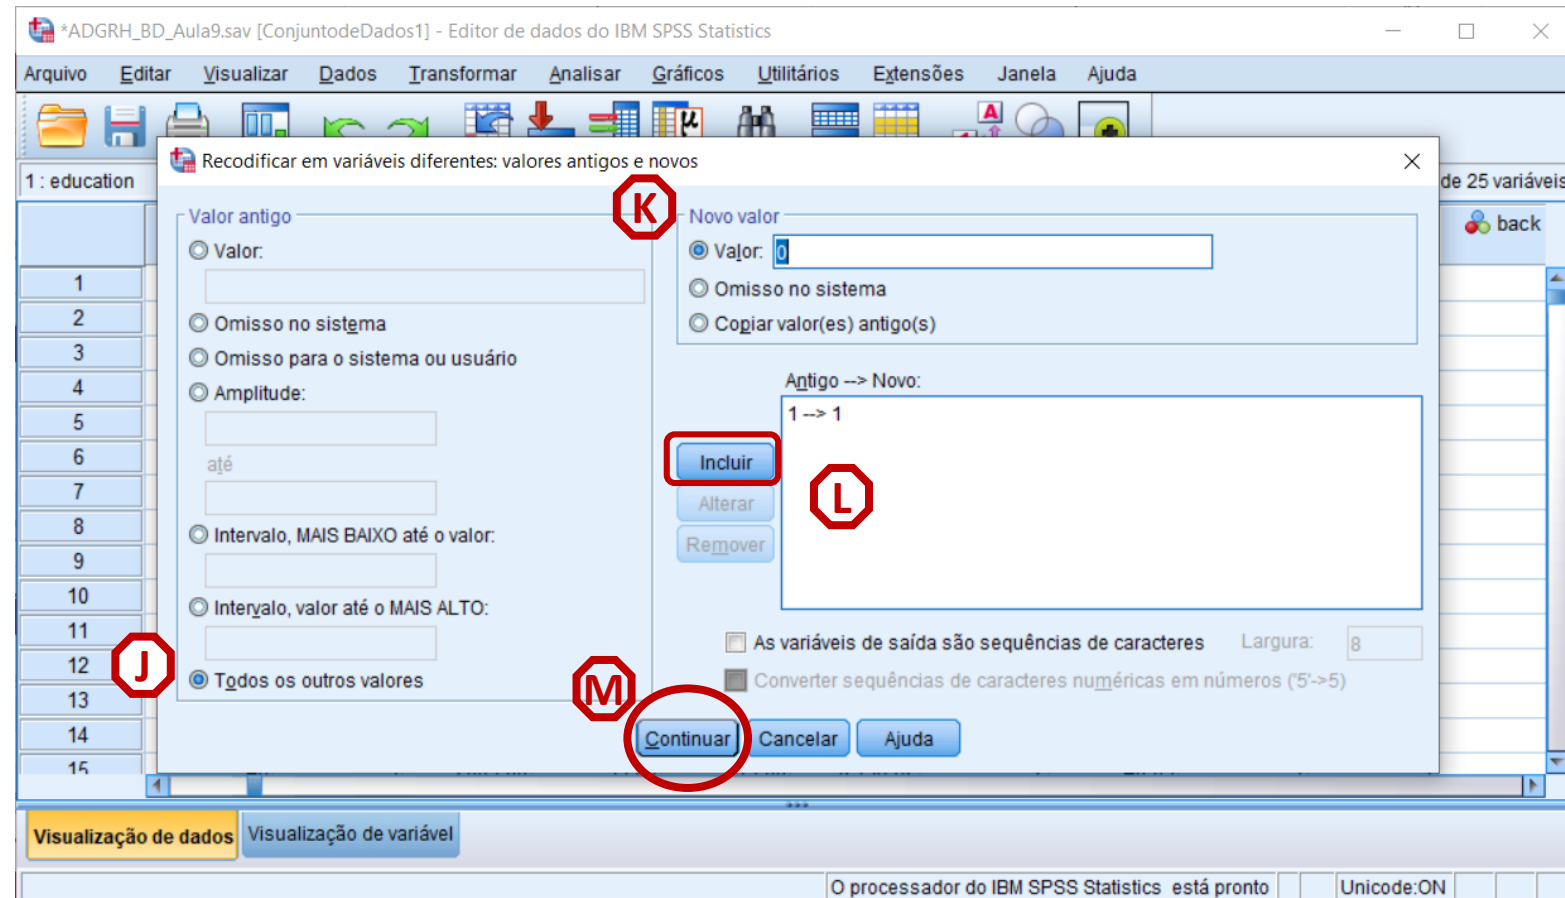 *ADGRH_BD_Aula9.sav [ConjuntodeDados1] - Editor de dados do IBM SPSS Statistics
Arquivo Editar Visualizar Dados Transformar Analisar Gráficos Utilitários Extensões Janela Ajuda
Recodificar em variáveis diferentes: valores antigos e novos
1 : education
de 25 variáveis
back
K
Valor antigo
Valor:
Omisso no sistema
Omisso para o sistema ou usuário
Amplitude:
até
Intervalo, MAIS BAIXO até o valor:
Intervalo, valor até o MAIS ALTO:
J
Todos os outros valores
Novo valor
Valor: 0
Omisso no sistema
Copiar valor(es) antigo(s)
Antigo --> Novo:
1 --> 1
Incluir
Alterar
Remover
L
As variáveis de saída são sequências de caracteres Largura: 8
Converter sequências de caracteres numéricas em números ('5'->5)
M
Continuar Cancelar Ajuda
1
2
3
4
5
6
7
8
9
10
11
12
13
14
15
Visualização de dados Visualização de variável
O processador do IBM SPSS Statistics está pronto Unicode:ON